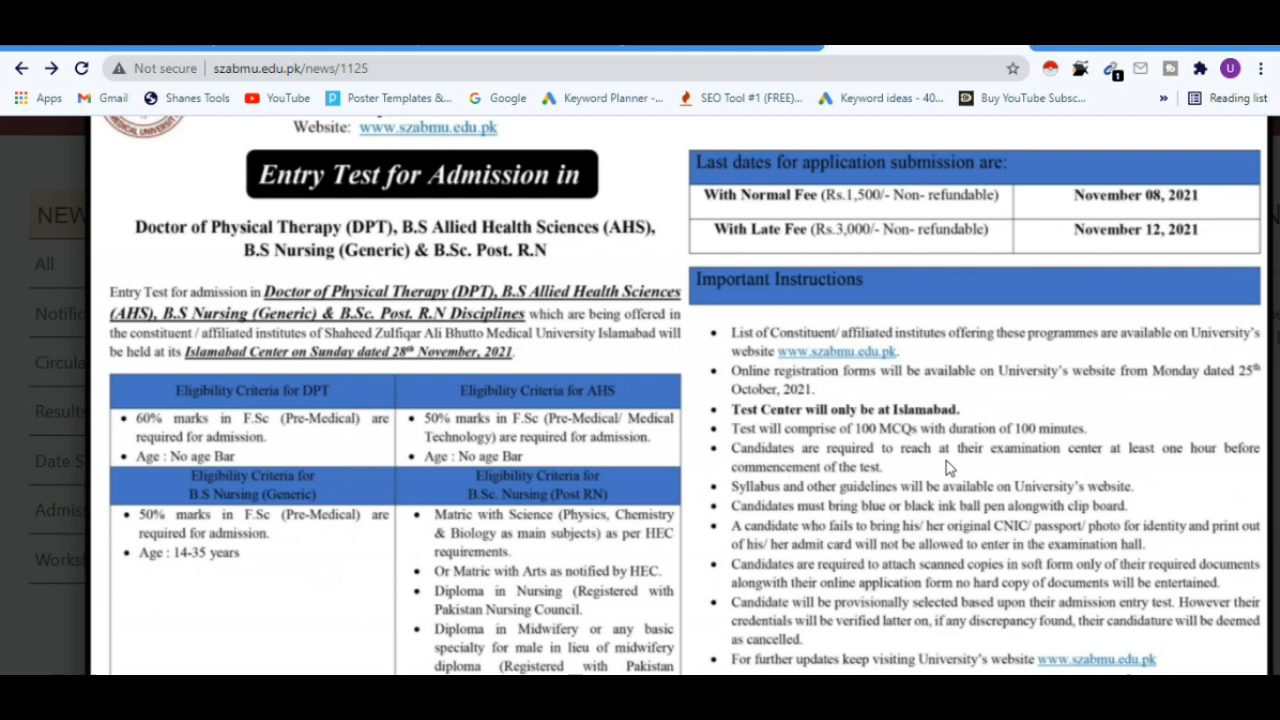 Not secure szabmu.edu.pk/news/1125
1 U
Apps Gmail Shanes Tools YouTube Poster Templates &... Google Keyword Planner -... SEO Tool #1 (FREE)... Keyword ideas - 40... Buy YouTube Subsc... » Reading list
MEDICAL UNIVERSITY
Website: www.szabmu.edu.pk
Entry Test for Admission in
Doctor of Physical Therapy (DPT), B.S Allied Health Sciences (AHS),
B.S Nursing (Generic) & B.Sc. Post. R.N
Entry Test for admission in Doctor of Physical Therapy (DPT), B.S Allied Health Sciences
(AHS), B.S Nursing (Generic) & B.Sc. Post. R.N Disciplines which are being offered in
the constituent / affiliated institutes of Shaheed Zulfiqar Ali Bhutto Medical University Islamabad will
be held at its Islamabad Center on Sunday dated 28th November, 2021.
Eligibility Criteria for DPT
• 60% marks in F.Sc (Pre-Medical) are
required for admission.
• Age : No age Bar
Eligibility Criteria for AHS
• 50% marks in F.Sc (Pre-Medical/ Medical
Technology) are required for admission.
• Age : No age Bar
Eligibility Criteria for
B.S Nursing (Generic)
• 50% marks in F.Sc (Pre-Medical) are
required for admission.
• Age : 14-35 years
Eligibility Criteria for
B.Sc. Nursing (Post RN)
• Matric with Science (Physics, Chemistry
& Biology as main subjects) as per HEC
requirements.
• Or Matric with Arts as notified by HEC.
• Diploma in Nursing (Registered with
Pakistan Nursing Council.
• Diploma in Midwifery or any basic
specialty for male in lieu of midwifery
diploma (Registered with Pakistan
Last dates for application submission are:
With Normal Fee (Rs.1,500/- Non- refundable) November 08, 2021
With Late Fee (Rs.3,000/- Non- refundable) November 12, 2021
Important Instructions
• List of Constituent/ affiliated institutes offering these programmes are available on University's
website www.szabmu.edu.pk.
• Online registration forms will be available on University's website from Monday dated 25th
October, 2021.
• Test Center will only be at Islamabad.
• Test will comprise of 100 MCQs with duration of 100 minutes.
• Candidates are required to reach at their examination center at least one hour before
commencement of the test.
• Syllabus and other guidelines will be available on University's website.
• Candidates must bring blue or black ink ball pen alongwith clip board.
• A candidate who fails to bring his/ her original CNIC/ passport/ photo for identity and print out
of his/ her admit card will not be allowed to enter in the examination hall.
• Candidates are required to attach scanned copies in soft form only of their required documents
alongwith their online application form no hard copy of documents will be entertained.
• Candidate will be provisionally selected based upon their admission entry test. However their
credentials will be verified latter on, if any discrepancy found, their candidature will be deemed
as cancelled.
• For further updates keep visiting University's website www.szabmu.edu.pk
NEW
All
Notific
Circula
Results
Date S
Admis
Works